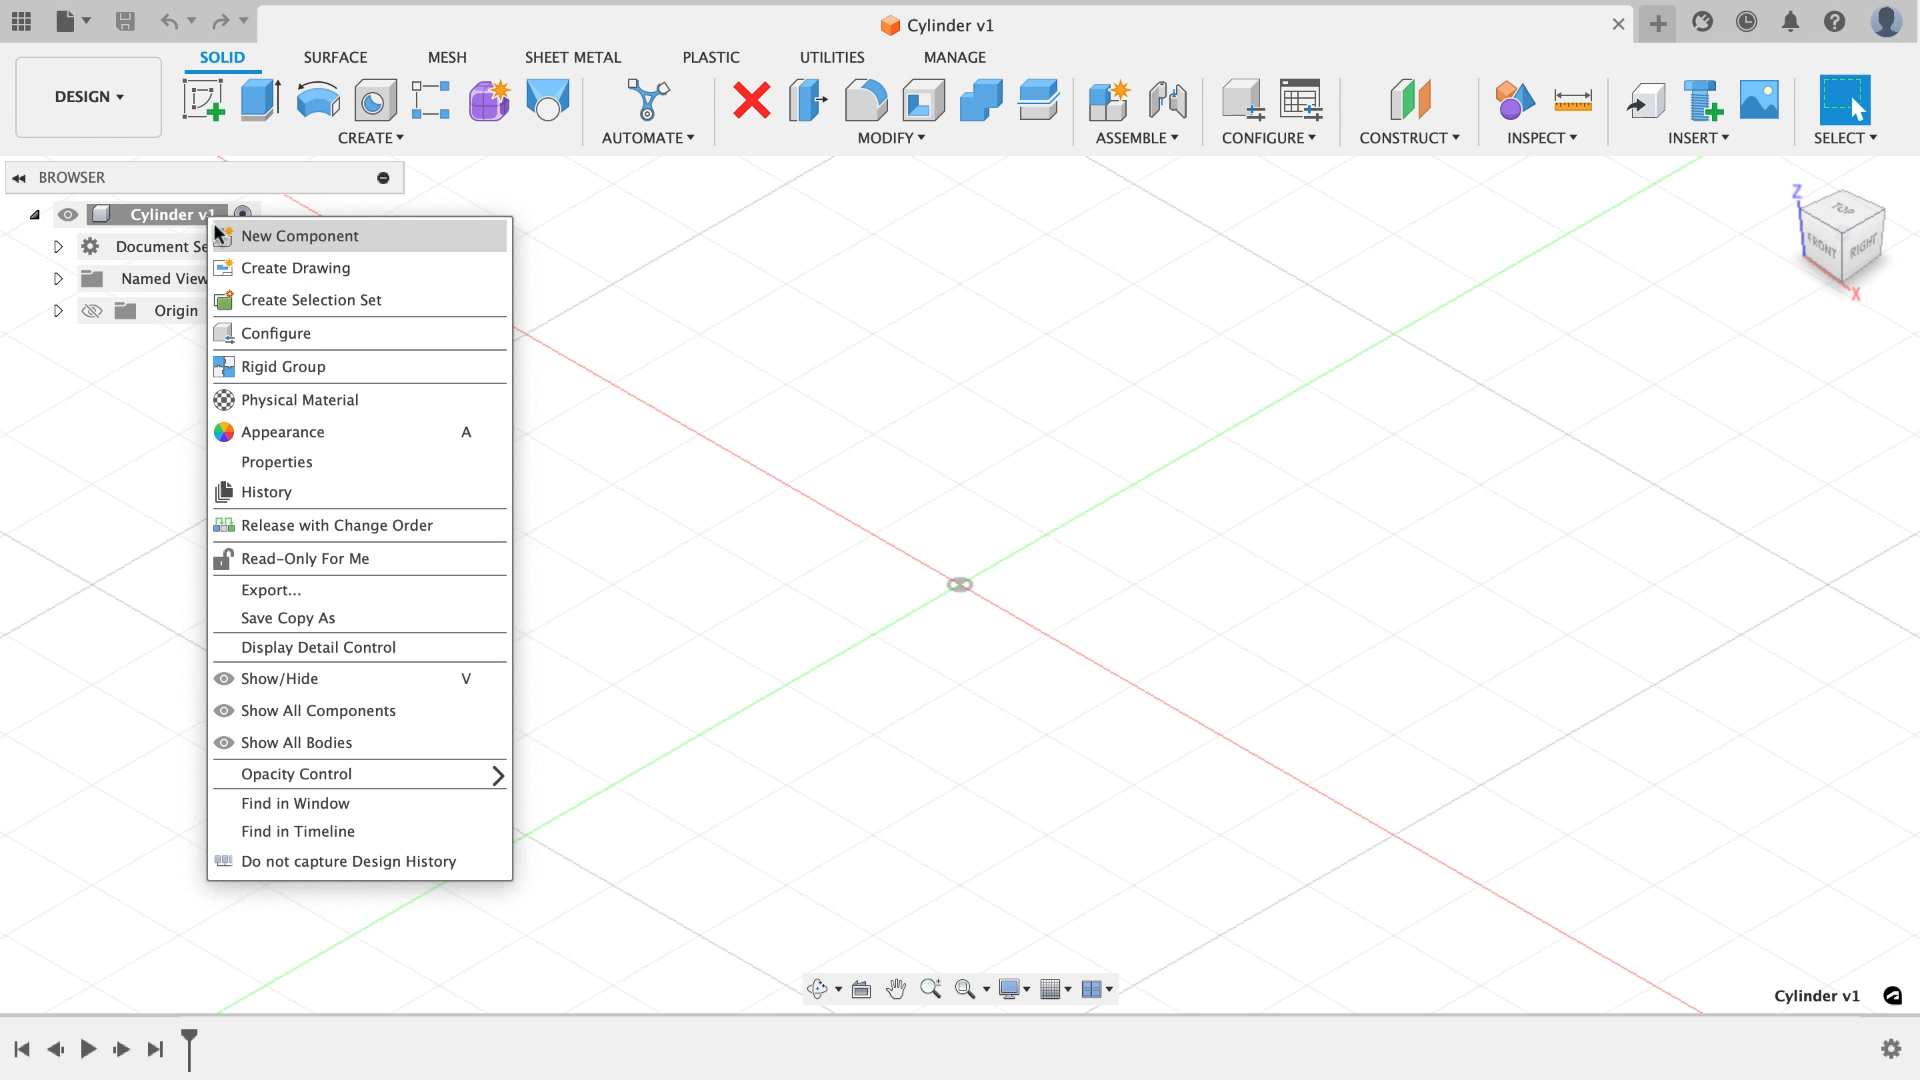 Cylinder v1
SOLID
SURFACE
MESH
SHEET METAL
PLASTIC
UTILITIES
MANAGE
DESIGN
CREATE
AUTOMATE
MODIFY
ASSEMBLE
CONFIGURE
CONSTRUCT
INSPECT
INSERT
SELECT
BROWSER
Cylinder v1
Document Se
Named View
Origin
New Component
Create Drawing
Create Selection Set
Configure
Rigid Group
Physical Material
Appearance A
Properties
History
Release with Change Order
Read-Only For Me
Export...
Save Copy As
Display Detail Control
Show/Hide V
Show All Components
Show All Bodies
Opacity Control
Find in Window
Find in Timeline
Do not capture Design History
Z
TOP
FRONT
RIGHT
X
Cylinder v1